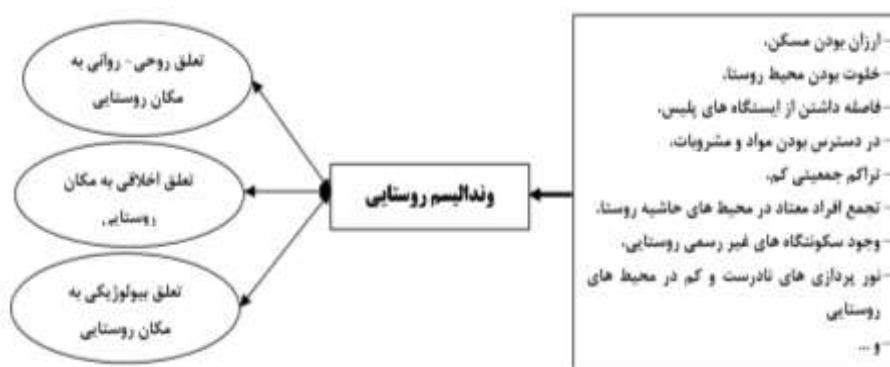 -ارزان بودن مسکن،
-خلوت بودن محیط روستا،
-فاصله داشتن از ایستگاه های پلیس،
-در دسترس بودن مواد و مشروبات،
-تراکم جمعیتی کم،
-تجمع افراد معتاد در محیط های حاشیه روستا،
-وجود سکونتگاه های غیر رسمی روستایی،
-نور پردازی های نادرست و کم در محیط های
روستایی
-و ...
وندالیسم روستایی
تعلق روحی- روانی به
مکان روستایی
تعلق اخلاقی به مکان
روستایی
تعلق بیولوژیکی به
مکان روستایی